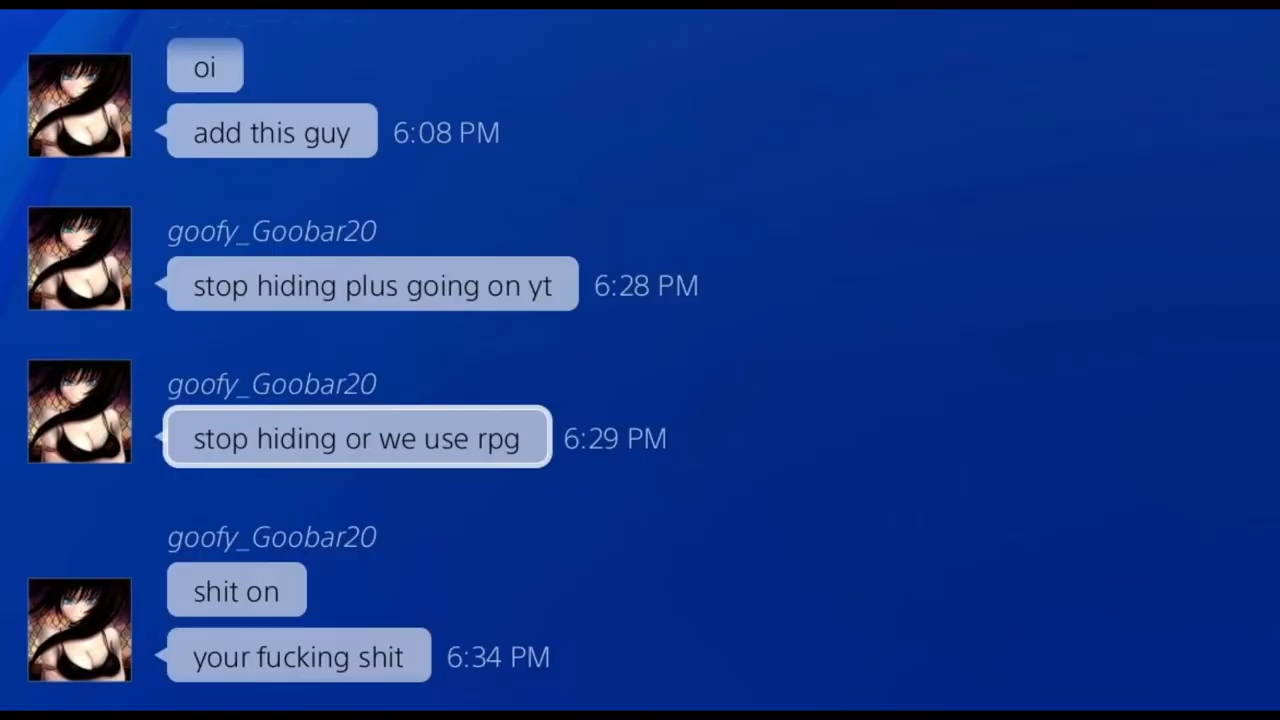 oi
add this guy 6:08 PM
goofy_Goobar20
stop hiding plus going on yt 6:28 PM
goofy_Goobar20
stop hiding or we use rpg 6:29 PM
goofy_Goobar20
shit on
your fucking shit 6:34 PM